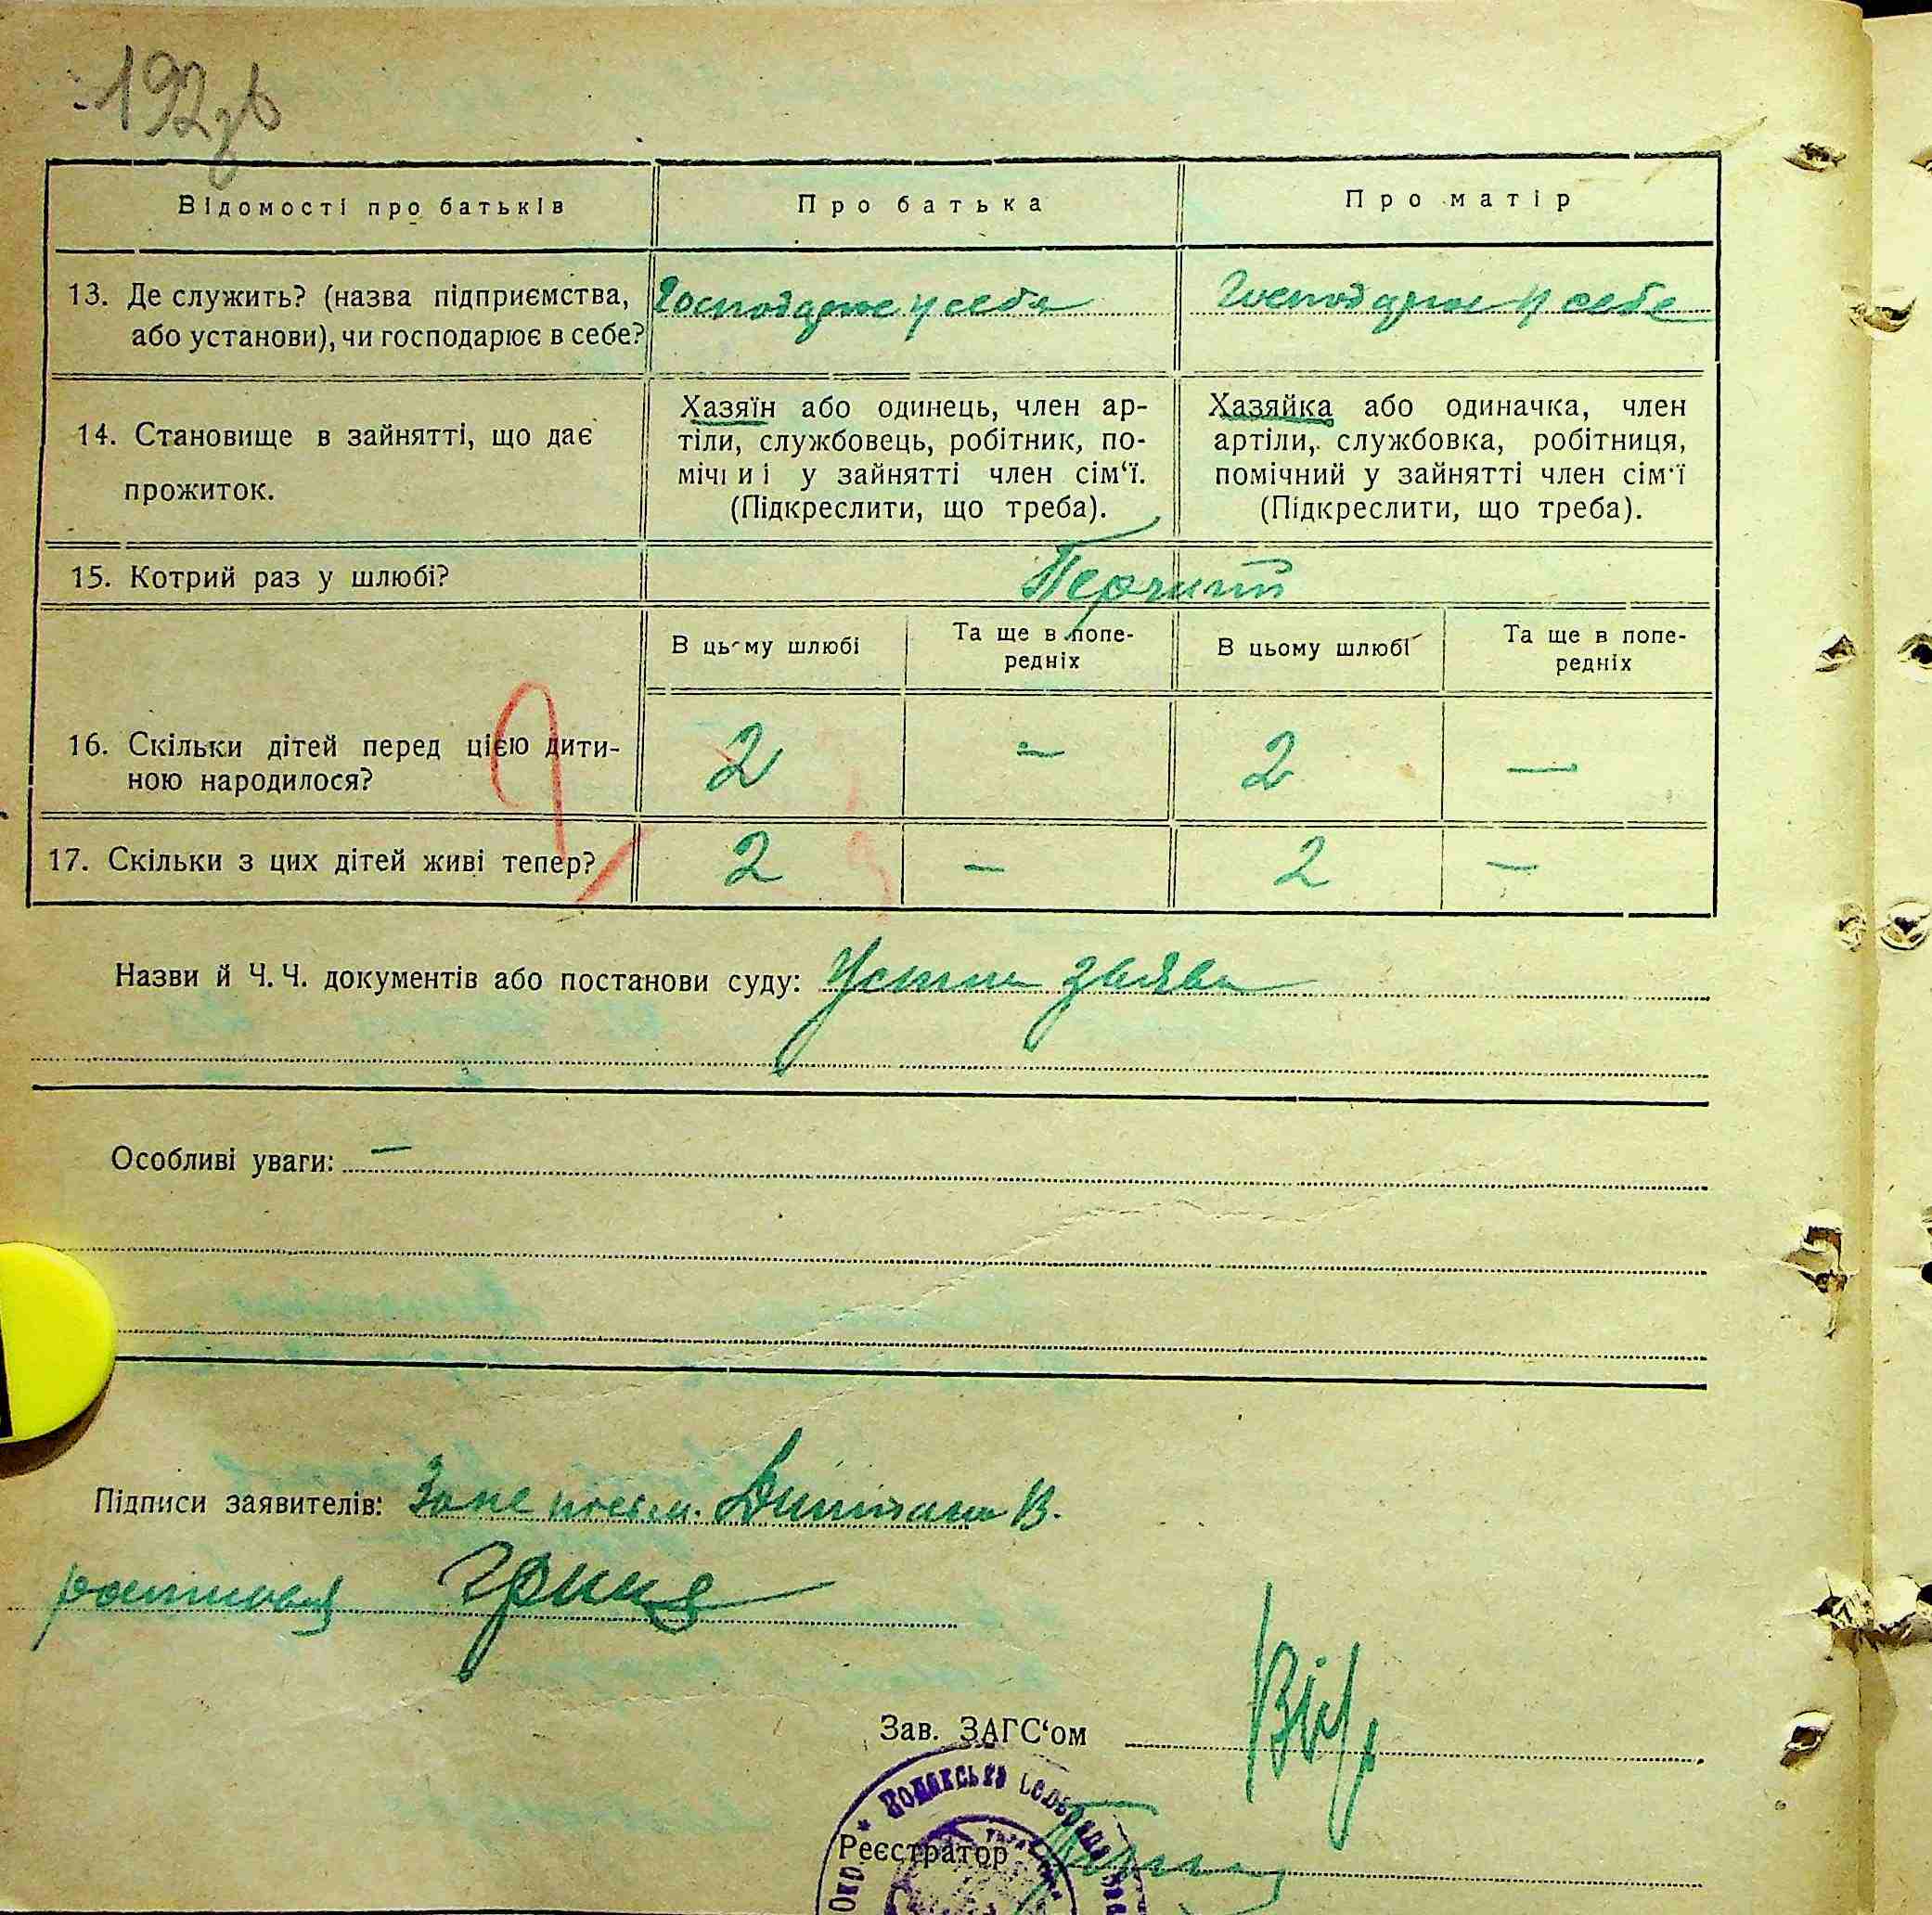 192 зв
Відомості про батьків
Про батька
Про матір
13. Де служить? (назва підприємства,
або установи), чи господарює в себе?
Господарює у себе
Господарює у себе
14. Становище в зайнятті, що дає
прожиток.
Хазяїн або одинець, член ар-
тіли, службовець, робітник, по-
мічниі у зайнятті член сім'ї.
(Підкреслити, що треба).
Хазяйка або одиначка, член
артіли, службовка, робітниця,
помічний у зайнятті член сім'ї
(Підкреслити, що треба).
15. Котрий раз у шлюбі?
В цьому шлюбі
Та ще в попе-
редніх
В цьому шлюбі
Та ще в попе-
редніх
16. Скільки дітей перед цією дити-
ною народилося?
2 – 2 –
17. Скільки з цих дітей живі тепер?
2 – 2 –
Назви й Ч. Ч. документів або постанови суду: Устна заява
Особливі уваги: –
Підписи заявителів:
Зав. ЗАГС'ом
Реєстратор